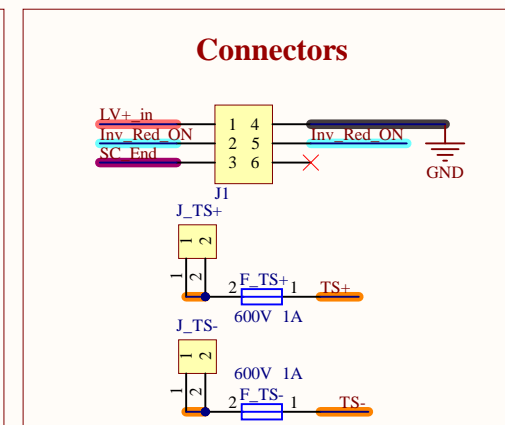 Connectors
LV+_in
1 4
Inv_Red_ON
2 5
Inv_Red_ON
SC_End
3 6
GND
J1
J_TS+
1 2
1 2
F_TS+
2 1
TS+
600V 1A
J_TS-
1 2
600V 1A
1 2
F_TS-
2 1
TS-